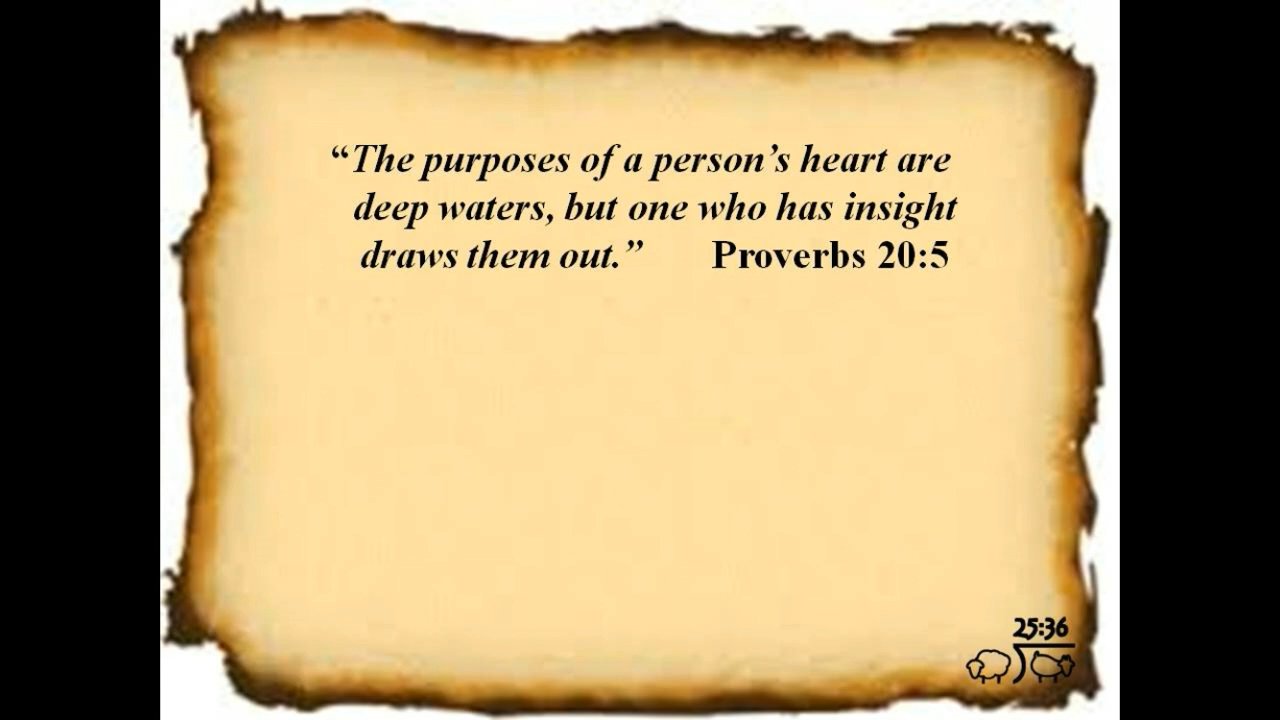 “The purposes of a person’s heart are
deep waters, but one who has insight
draws them out.” Proverbs 20:5
25:36